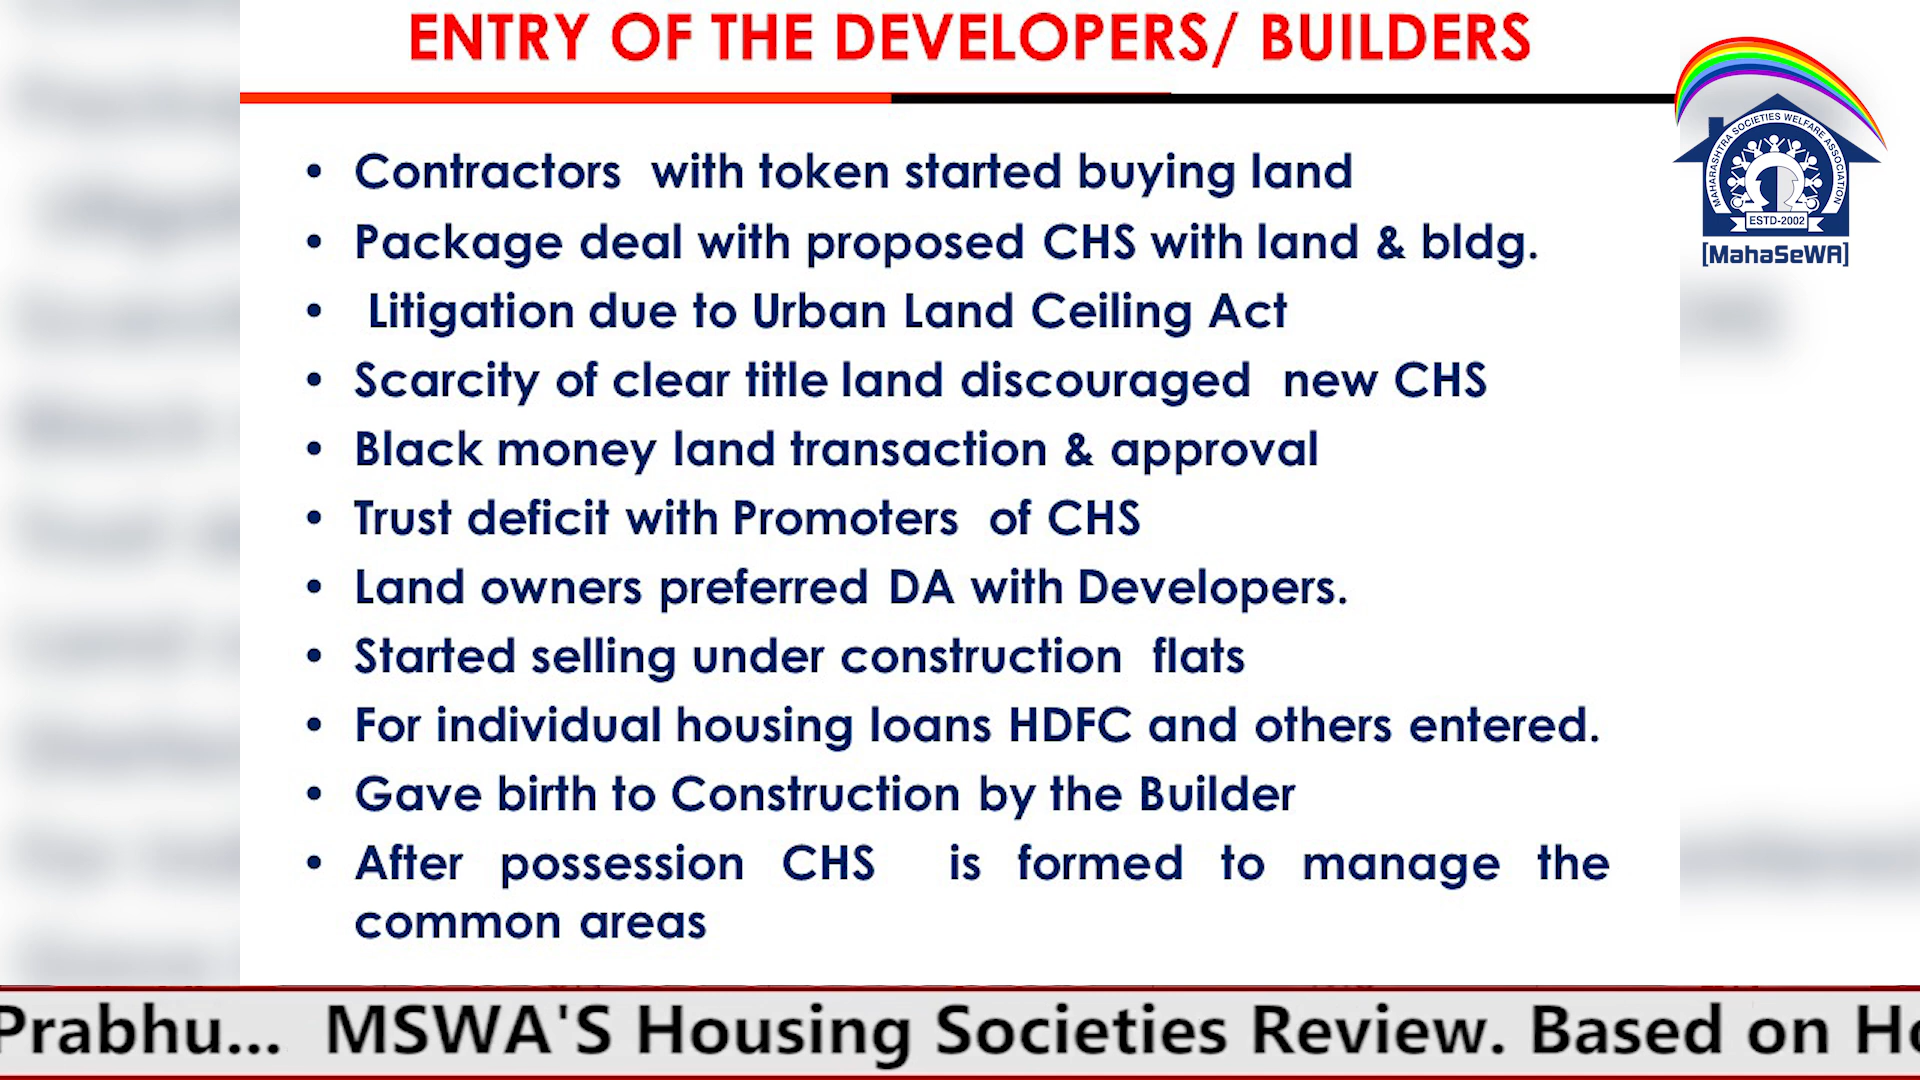 ENTRY OF THE DEVELOPERS/ BUILDERS
• Contractors with token started buying land
• Package deal with proposed CHS with land & bldg.
• Litigation due to Urban Land Ceiling Act
• Scarcity of clear title land discouraged new CHS
• Black money land transaction & approval
• Trust deficit with Promoters of CHS
• Land owners preferred DA with Developers.
• Started selling under construction flats
• For individual housing loans HDFC and others entered.
• Gave birth to Construction by the Builder
• After possession CHS is formed to manage the
common areas
MAHARASHTRA SOCIETIES WELFARE ASSOCIATION
ESTD-2002
[MahaSeWA]
Prabhu... MSWA'S Housing Societies Review. Based on